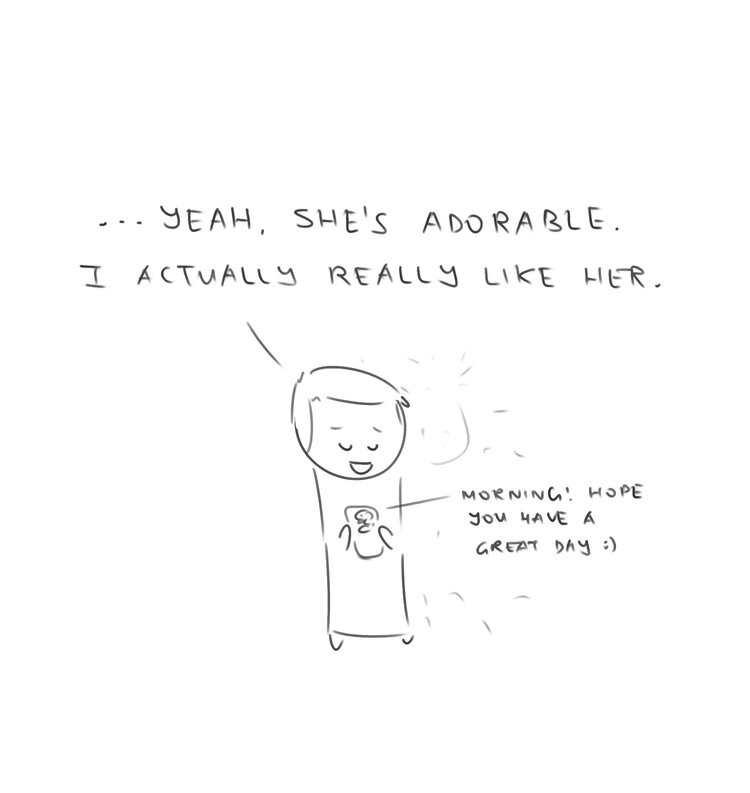 ... YEAH, SHE'S ADORABLE.
I ACTUALLY REALLY LIKE HER.
MORNING! HOPE
YOU HAVE A
GREAT DAY :)